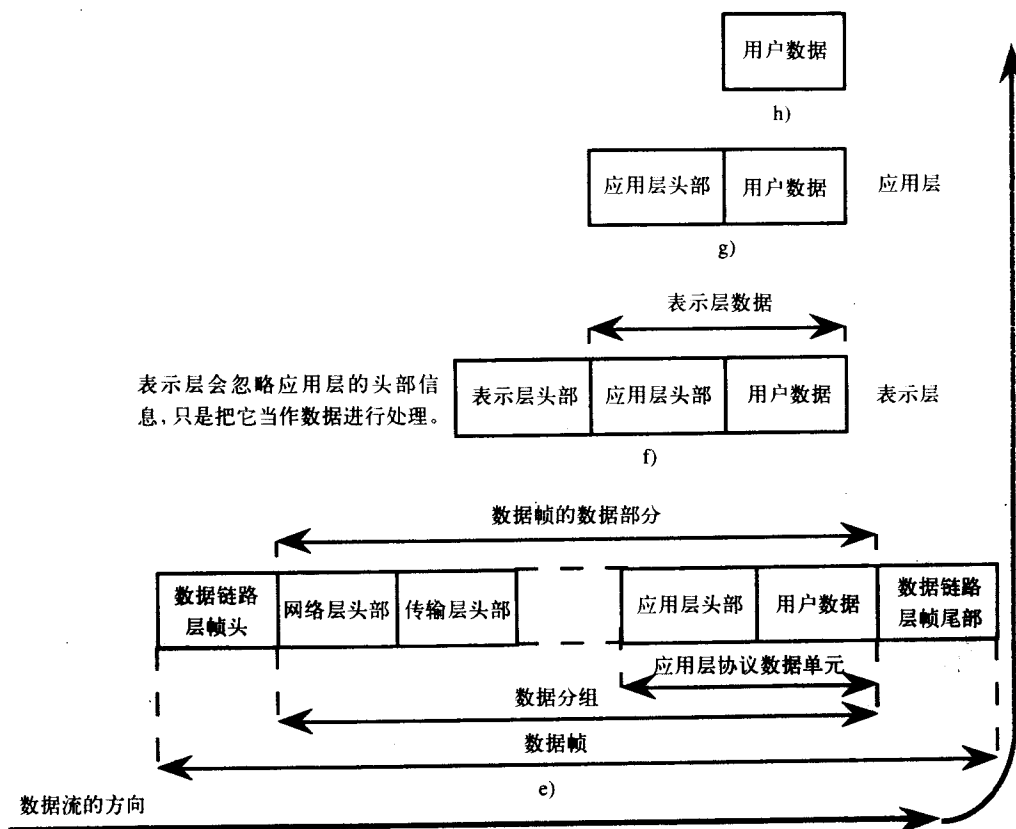 用户数据
h)
应用层头部 用户数据 应用层
g)
表示层数据
表示层会忽略应用层的头部信
息,只是把它当作数据进行处理。
表示层头部 应用层头部 用户数据 表示层
f)
数据帧的数据部分
数据链路
层帧头
网络层头部 传输层头部 应用层头部 用户数据
数据链路
层帧尾部
应用层协议数据单元
数据分组
数据帧
e)
数据流的方向